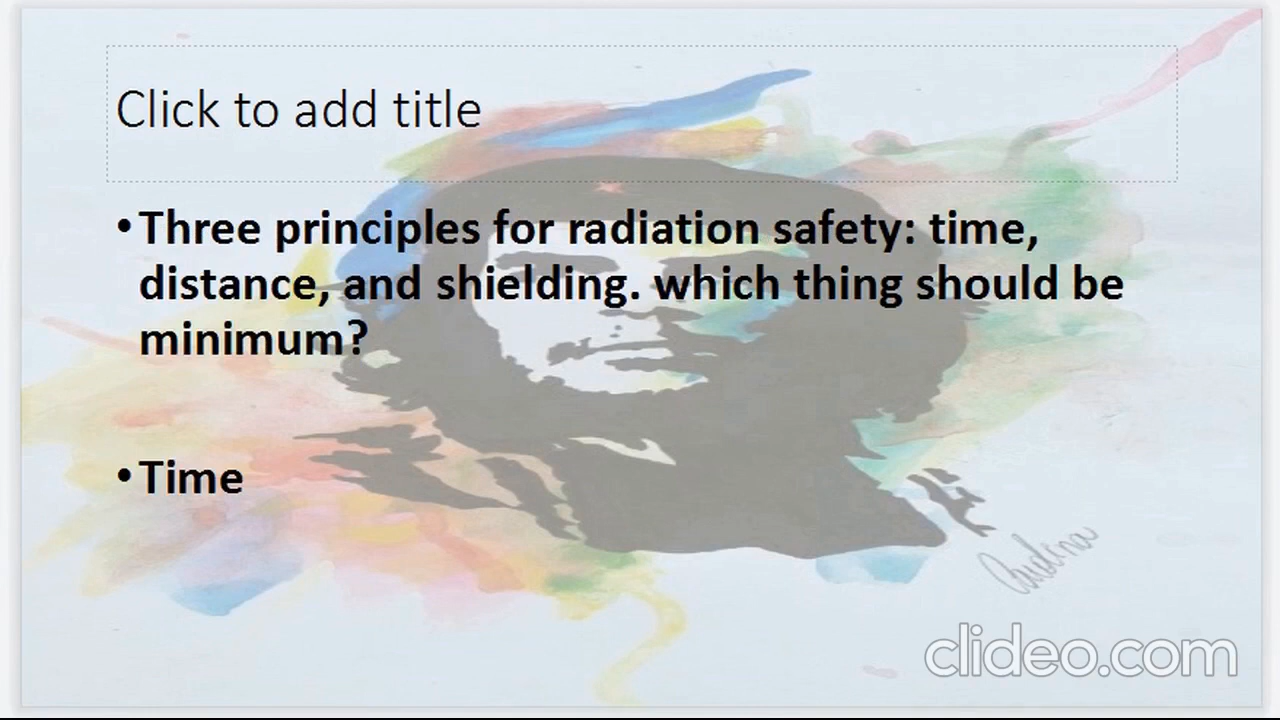 Click to add title
• Three principles for radiation safety: time,
distance, and shielding. which thing should be
minimum?
• Time
clideo.com